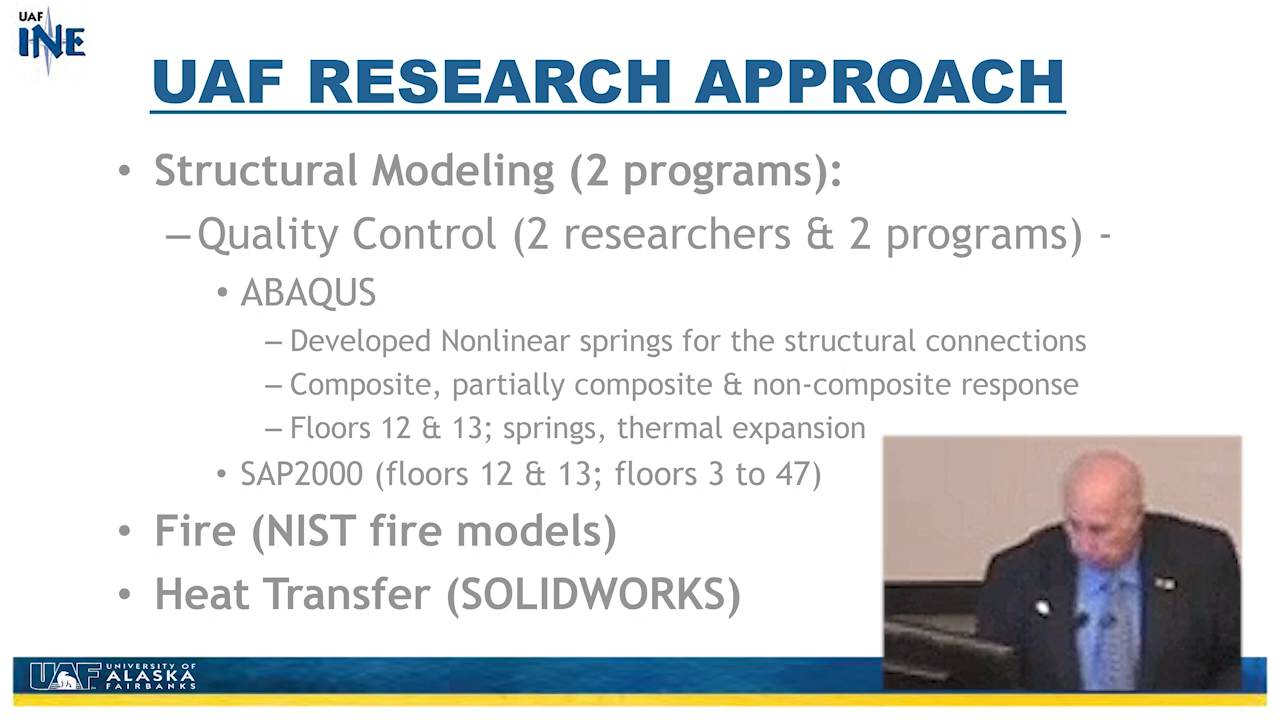 UAF
INE
UAF RESEARCH APPROACH
• Structural Modeling (2 programs):
– Quality Control (2 researchers & 2 programs) -
• ABAQUS
– Developed Nonlinear springs for the structural connections
– Composite, partially composite & non-composite response
– Floors 12 & 13; springs, thermal expansion
• SAP2000 (floors 12 & 13; floors 3 to 47)
• Fire (NIST fire models)
• Heat Transfer (SOLIDWORKS)
UAF UNIVERSITY OF
ALASKA
FAIRBANKS